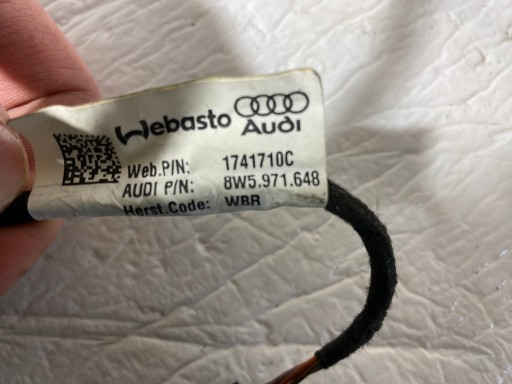 Webasto Audi
Web.P/N: 1741710C
AUDI P/N: 8W5.971.648
Herst.Code: WBR